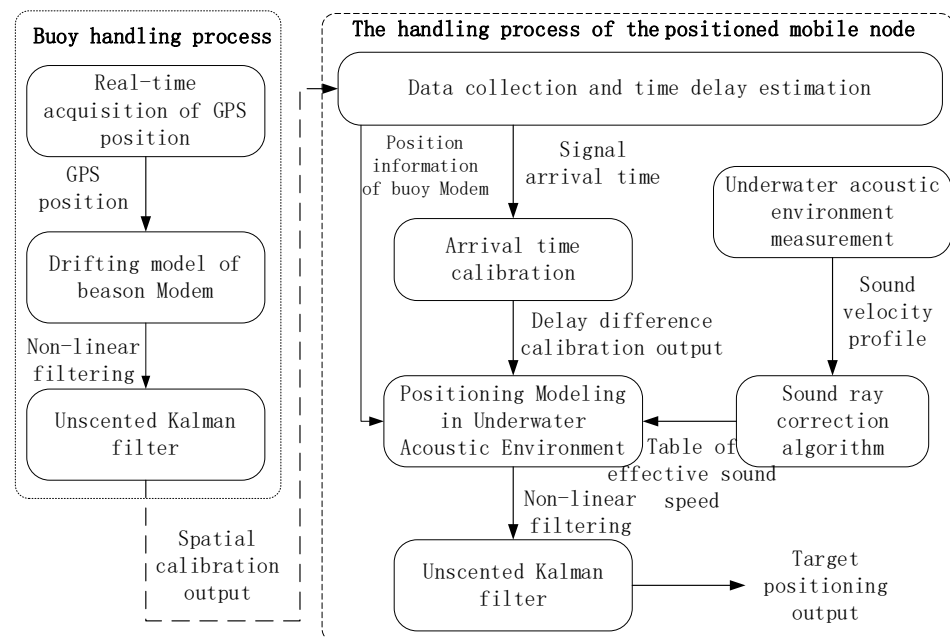 Buoy handling process
Real-time
acquisition of GPS
position
GPS
position
Drifting model of
beason Modem
Non-linear
filtering
Unscented Kalman
filter
Spatial
calibration
output
The handling process of the positioned mobile node
Data collection and time delay estimation
Position
information
of buoy Modem
Signal
arrival time
Underwater acoustic
environment
measurement
Arrival time
calibration
Sound
velocity
profile
Delay difference
calibration output
Positioning Modeling
in Underwater
Acoustic Environment
Sound ray
correction
algorithm
Table of
effective sound
speed
Non-linear
filtering
Unscented Kalman
filter
Target
positioning
output